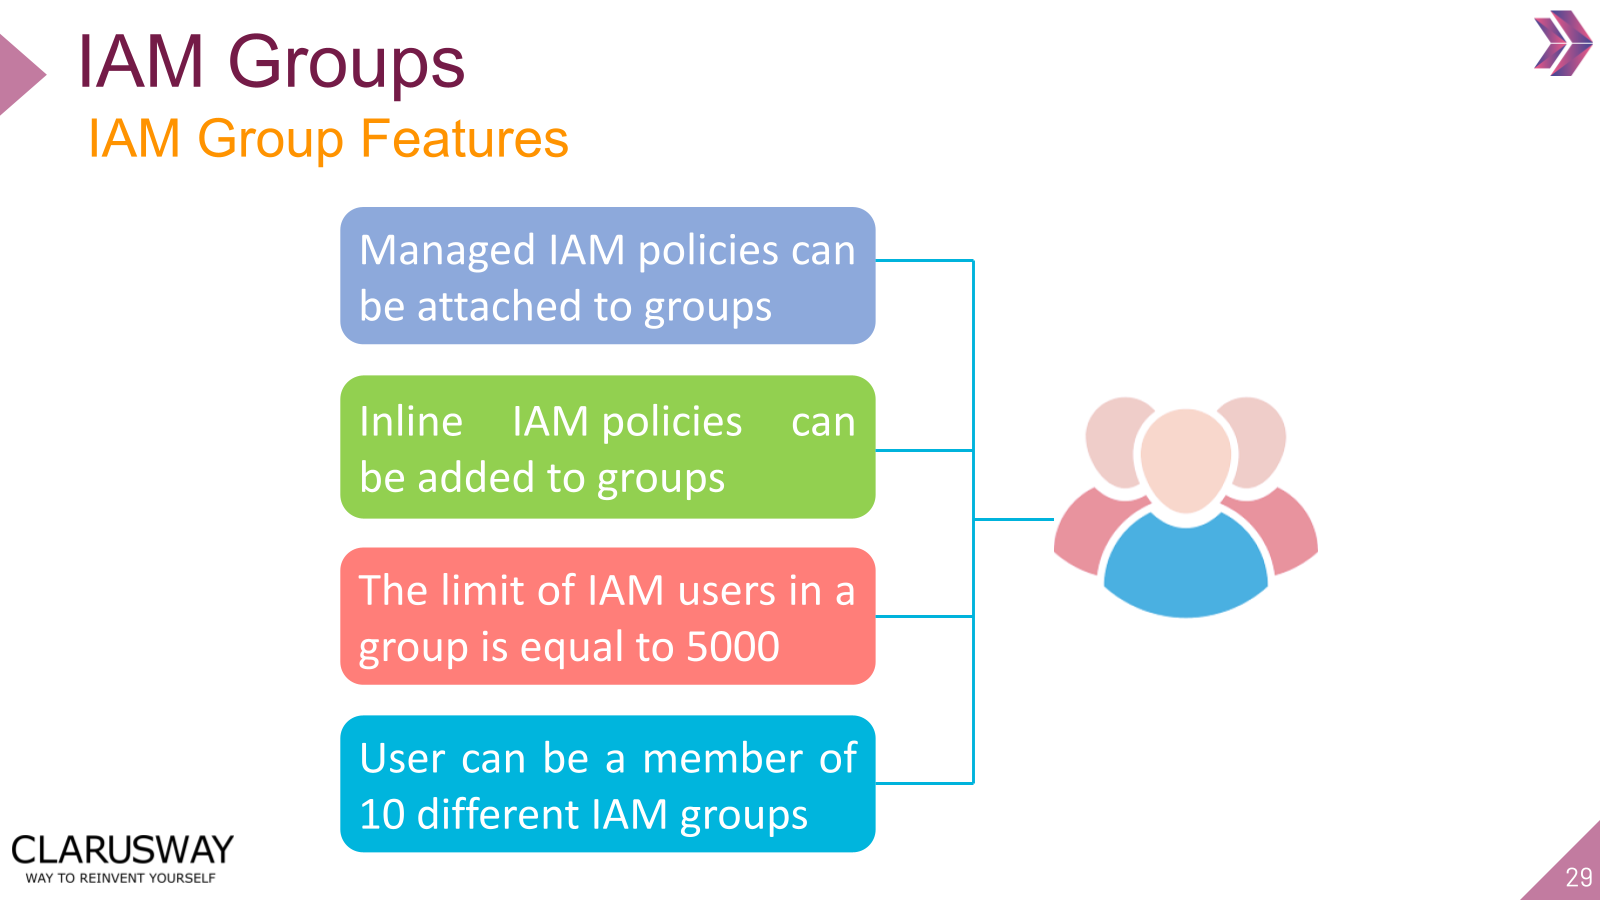 IAM Groups
IAM Group Features
Managed IAM policies can
be attached to groups
Inline IAM policies can
be added to groups
The limit of IAM users in a
group is equal to 5000
User can be a member of
10 different IAM groups
CLARUSWAY
WAY TO REINVENT YOURSELF
29